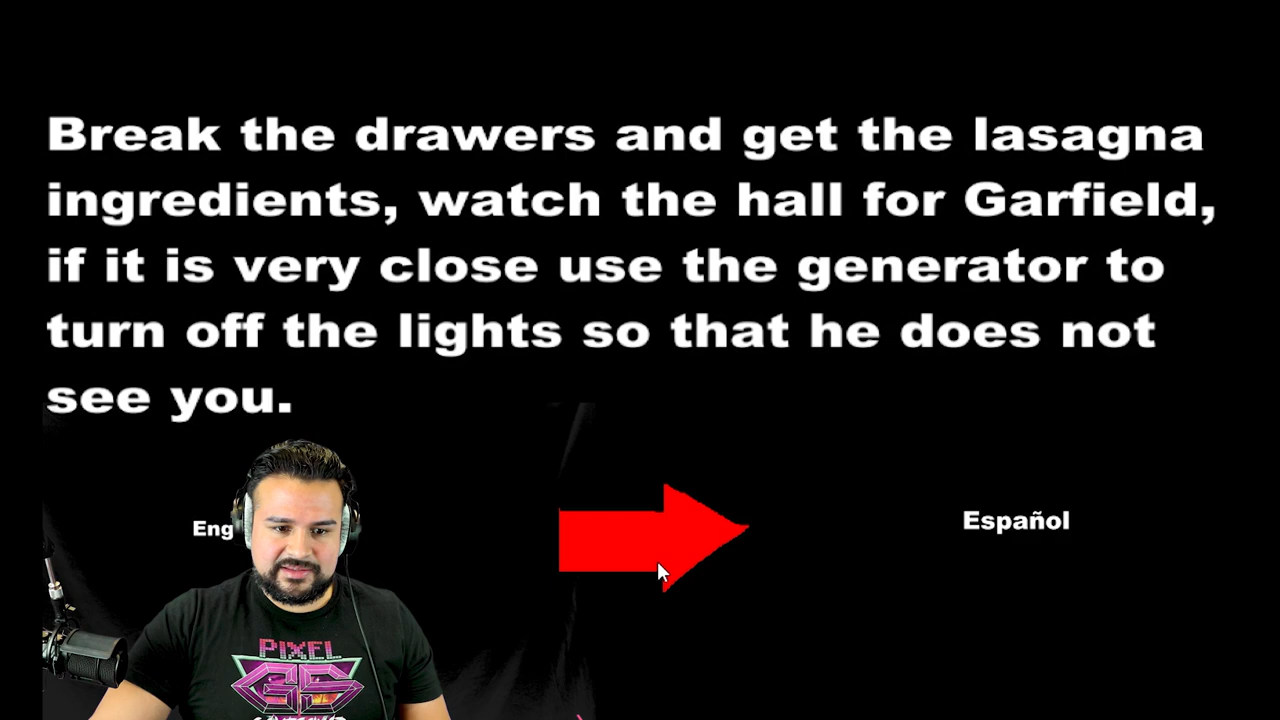 Break the drawers and get the lasagna
ingredients, watch the hall for Garfield,
if it is very close use the generator to
turn off the lights so that he does not
see you.
Eng
Español
PIXEL
GS